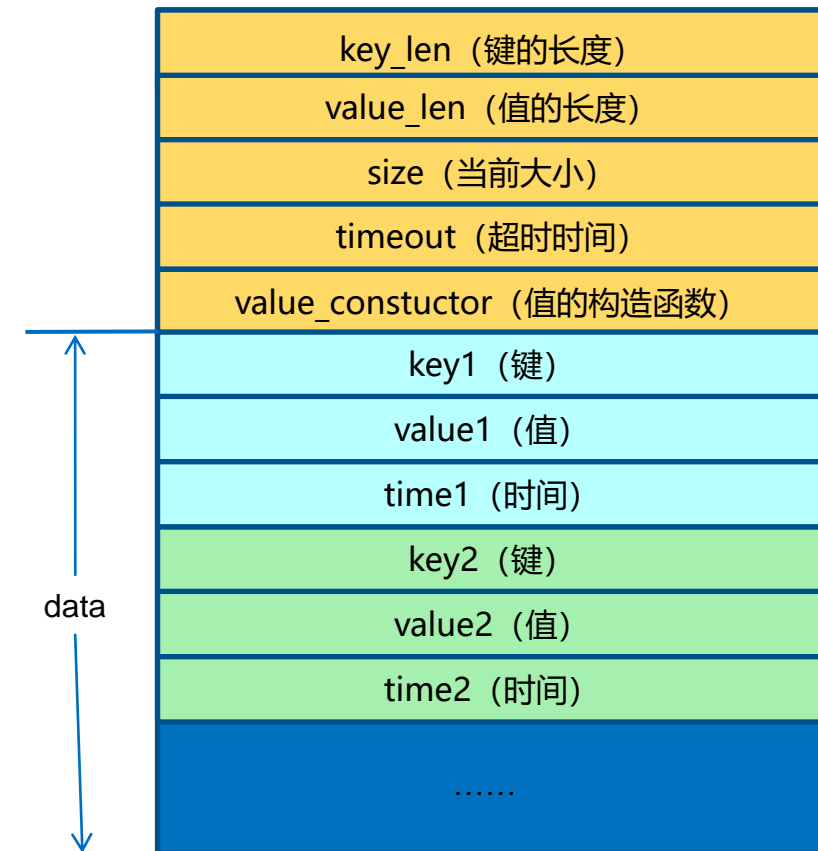 key_len（键的长度）
value_len（值的长度）
size（当前大小）
timeout（超时时间）
value_constuctor（值的构造函数）
key1（键）
value1（值）
time1（时间）
key2（键）
data
value2（值）
time2（时间）
……